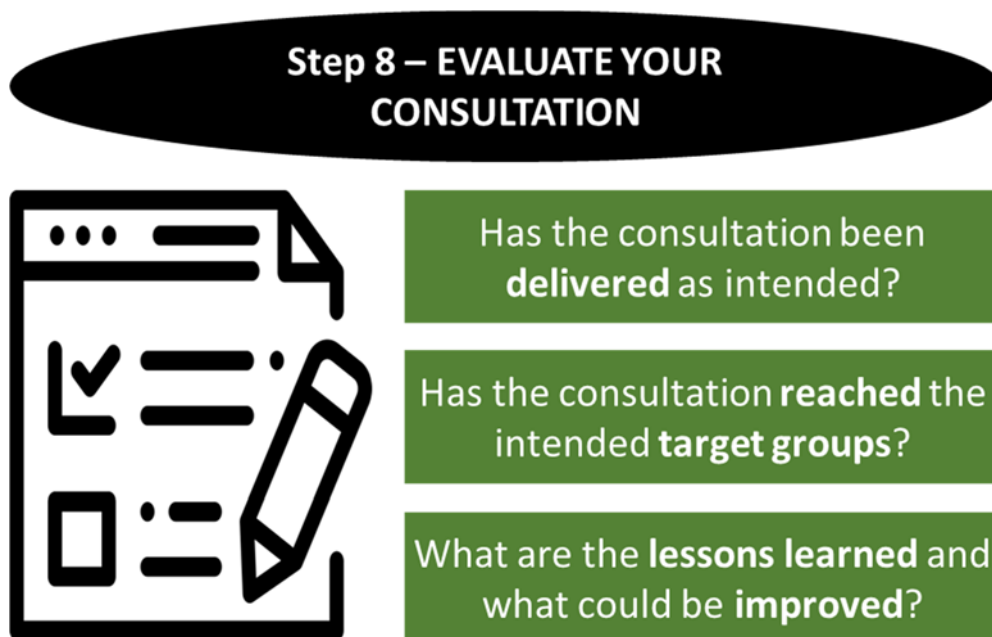 Step 8 – EVALUATE YOUR
CONSULTATION
Has the consultation been
delivered as intended?
Has the consultation reached the
intended target groups?
What are the lessons learned and
what could be improved?